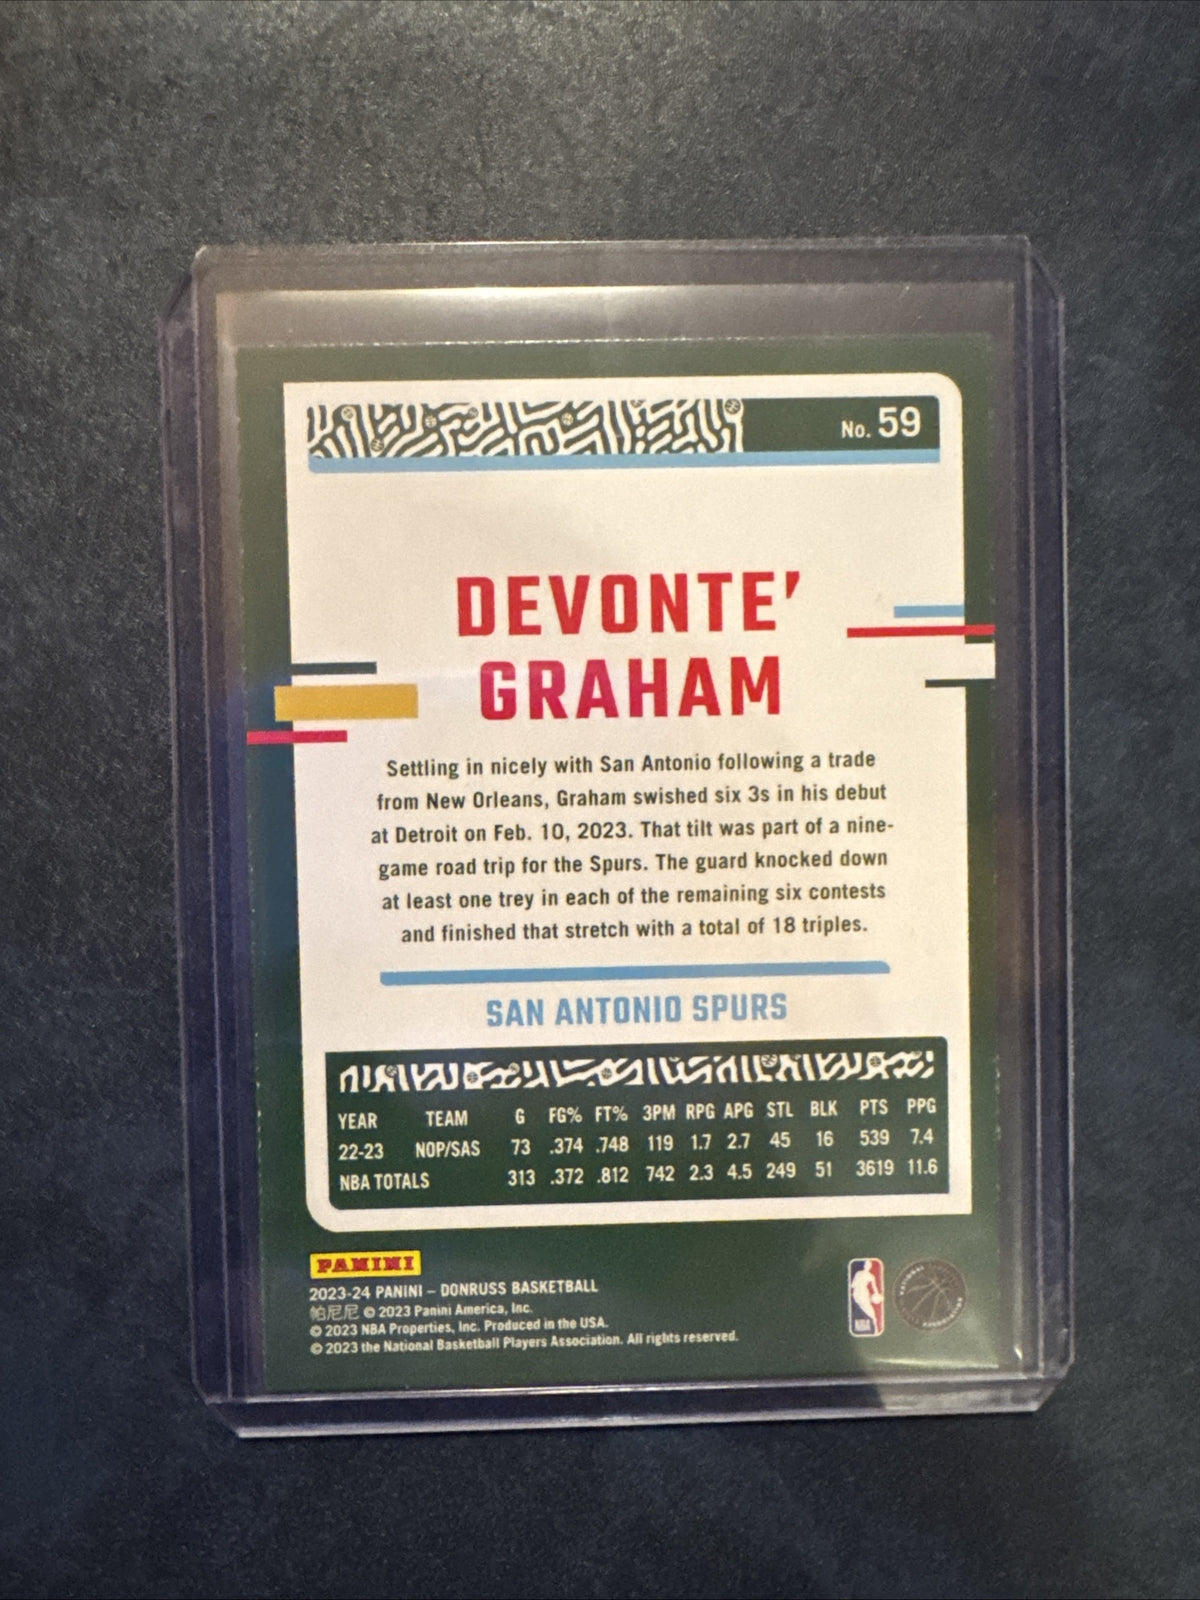 No. 59
DEVONTE'
GRAHAM
Settling in nicely with San Antonio following a trade
from New Orleans, Graham swished six 3s in his debut
at Detroit on Feb. 10, 2023. That tilt was part of a nine-
game road trip for the Spurs. The guard knocked down
at least one trey in each of the remaining six contests
and finished that stretch with a total of 18 triples.
SAN ANTONIO SPURS
YEAR TEAM G FG% FT% 3PM RPG APG STL BLK PTS PPG
22-23 NOP/SAS 73 .374 .748 119 1.7 2.7 45 16 539 7.4
NBA TOTALS 313 .372 .812 742 2.3 4.5 249 51 3619 11.6
PANINI
2023-24 PANINI – DONRUSS BASKETBALL
帕尼尼 © 2023 Panini America, Inc.
© 2023 NBA Properties, Inc. Produced in the USA.
© 2023 the National Basketball Players Association. All rights reserved.
NBA